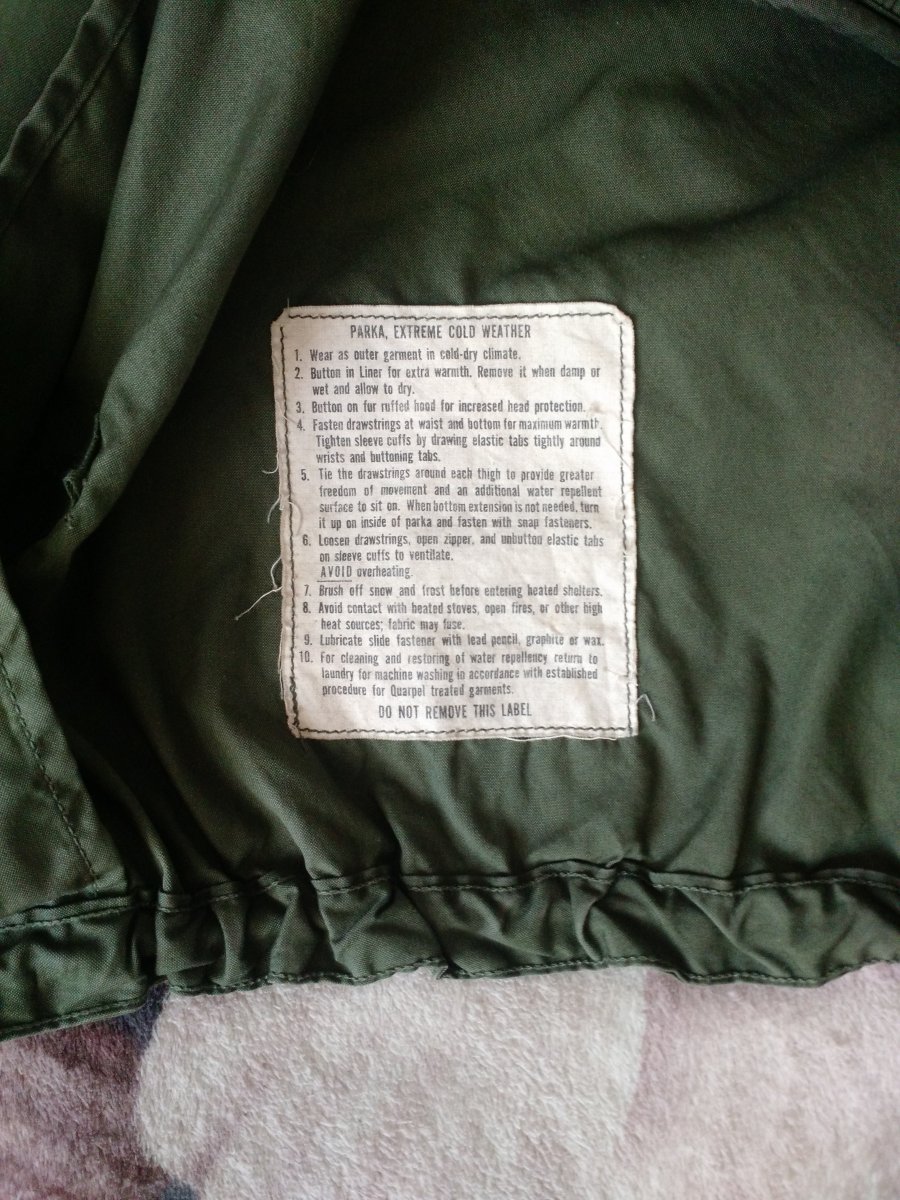 PARKA, EXTREME COLD WEATHER
1. Wear as outer garment in cold-dry climate.
2. Button in Liner for extra warmth. Remove it when damp or
wet and allow to dry.
3. Button on fur ruffed hood for increased head protection.
4. Fasten drawstrings at waist and bottom for maximum warmth.
Tighten sleeve cuffs by drawing elastic tabs tightly around
wrists and buttoning tabs.
5. Tie the drawstrings around each thigh to provide greater
freedom of movement and an additional water repellent
surface to sit on. When bottom extension is not needed, turn
it up on inside of parka and fasten with snap fasteners.
6. Loosen drawstrings, open zipper, and unbutton elastic tabs
on sleeve cuffs to ventilate.
AVOID overheating.
7. Brush off snow and frost before entering heated shelters.
8. Avoid contact with heated stoves, open fires, or other high
heat sources; fabric may fuse.
9. Lubricate slide fastener with lead pencil, graphite or wax.
10. For cleaning and restoring of water repellency return to
laundry for machine washing in accordance with established
procedure for Quarpel treated garments.
DO NOT REMOVE THIS LABEL